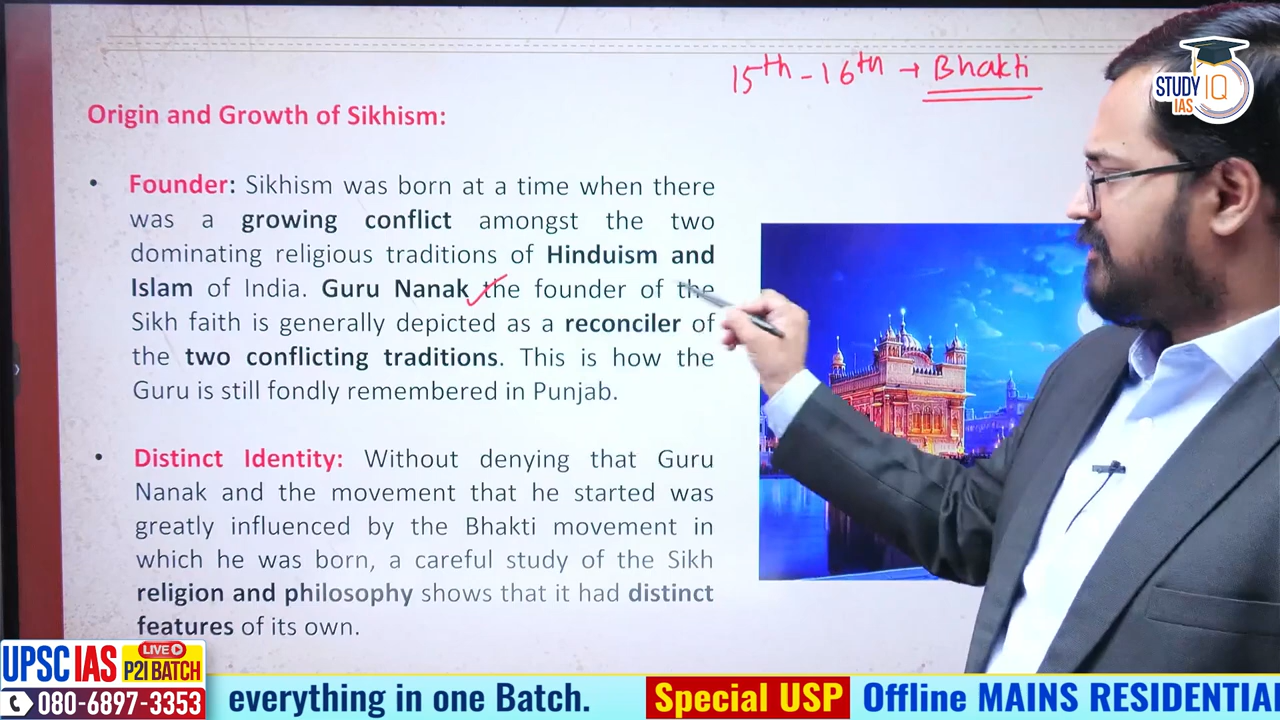 15th - 16th → Bhakti
STUDY IQ
IAS
Origin and Growth of Sikhism:
• Founder: Sikhism was born at a time when there
was a growing conflict amongst the two
dominating religious traditions of Hinduism and
Islam of India. Guru Nanak the founder of the
Sikh faith is generally depicted as a reconciler of
the two conflicting traditions. This is how the
Guru is still fondly remembered in Punjab.
• Distinct Identity: Without denying that Guru
Nanak and the movement that he started was
greatly influenced by the Bhakti movement in
which he was born, a careful study of the Sikh
religion and philosophy shows that it had distinct
features of its own.
UPSC IAS LIVE
P2I BATCH
080-6897-3353
everything in one Batch. Special USP Offline MAINS RESIDENTIA